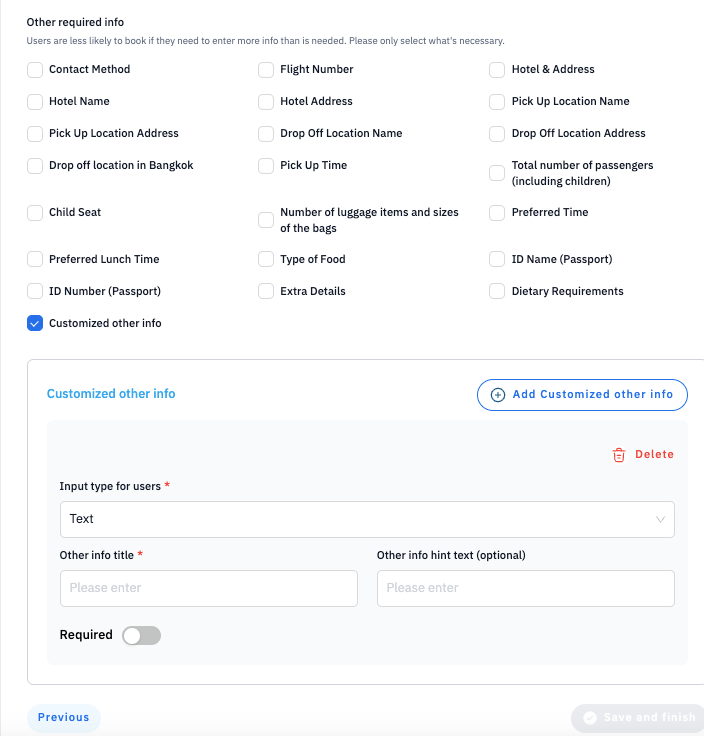 Other required info
Users are less likely to book if they need to enter more info than is needed. Please only select what's necessary.
Contact Method
Flight Number
Hotel & Address
Hotel Name
Hotel Address
Pick Up Location Name
Pick Up Location Address
Drop Off Location Name
Drop Off Location Address
Drop off location in Bangkok
Pick Up Time
Total number of passengers
(including children)
Child Seat
Number of luggage items and sizes
of the bags
Preferred Time
Preferred Lunch Time
Type of Food
ID Name (Passport)
ID Number (Passport)
Extra Details
Dietary Requirements
Customized other info
Customized other info
Add Customized other info
Delete
Input type for users *
Text
Other info title *
Other info hint text (optional)
Please enter
Please enter
Required
Previous
Save and finish